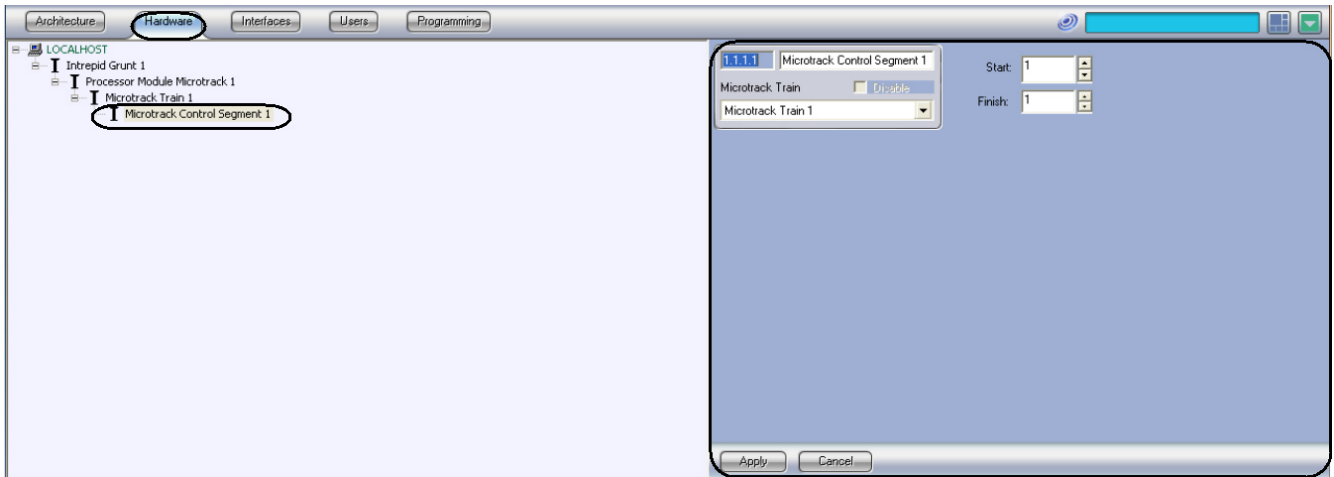 Architecture Hardware Interfaces Users Programming
LOCALHOST
Intrepid Grunt 1
Processor Module Microtrack 1
Microtrack Train 1
Microtrack Control Segment 1
1.1.1.1 Microtrack Control Segment 1
Microtrack Train Disable
Microtrack Train 1
Start: 1
Finish: 1
Apply Cancel